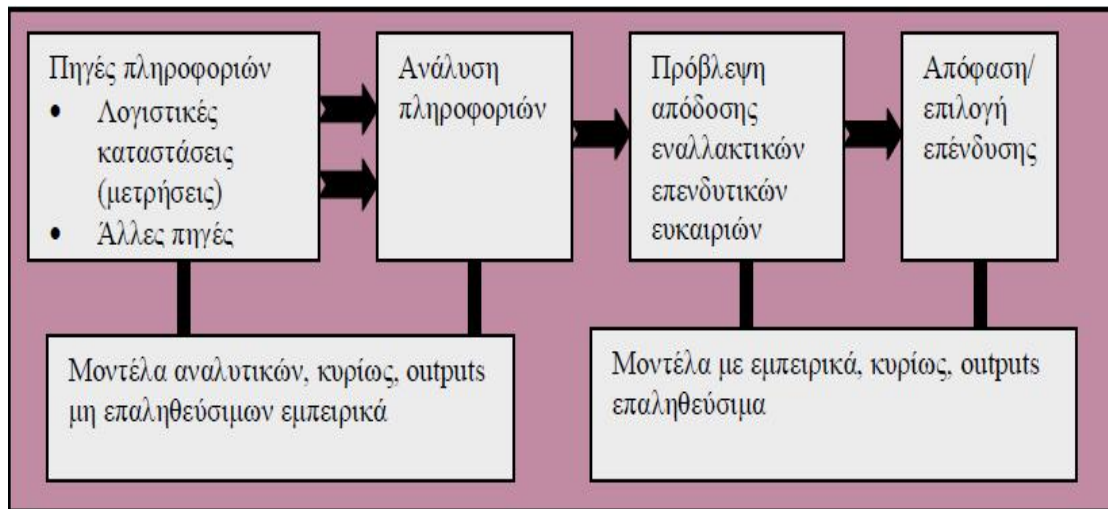 Πηγές πληροφοριών
• Λογιστικές
καταστάσεις
(μετρήσεις)
• Άλλες πηγές
Ανάλυση
πληροφοριών
Πρόβλεψη
απόδοσης
εναλλακτικών
επενδυτικών
ευκαιριών
Απόφαση/
επιλογή
επένδυσης
Μοντέλα αναλυτικών, κυρίως, outputs
μη επαληθεύσιμων εμπειρικά
Μοντέλα με εμπειρικά, κυρίως, outputs
επαληθεύσιμα